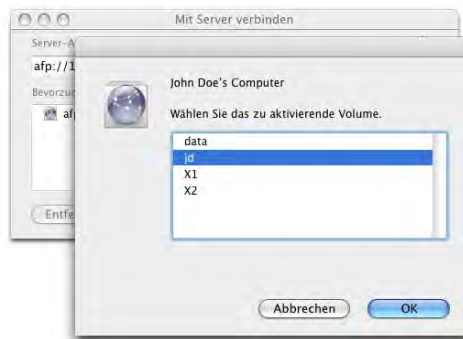 Mit Server verbinden
Server-A
afp://1
Bevorzug
af
Entfe
John Doe's Computer
Wählen Sie das zu aktivierende Volume.
data
jd
X1
X2
Abbrechen
OK